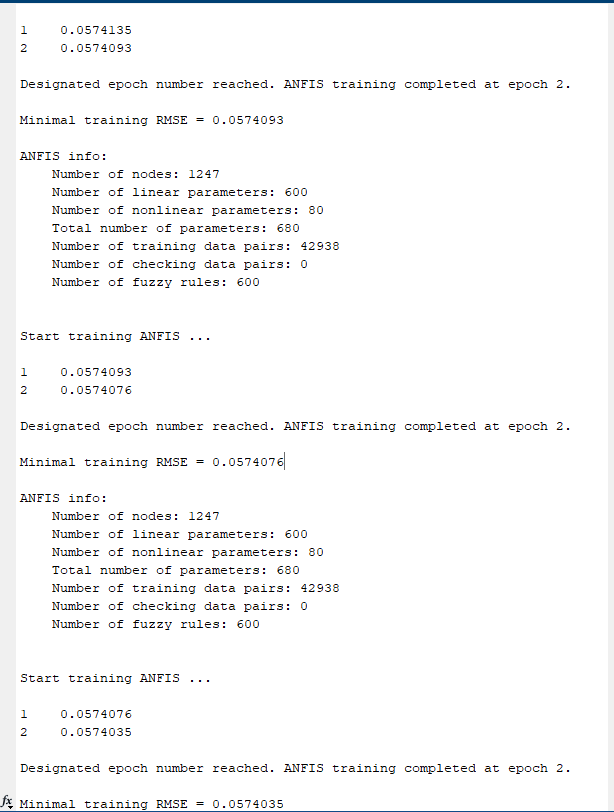 1    0.0574135
2    0.0574093
Designated epoch number reached. ANFIS training completed at epoch 2.
Minimal training RMSE = 0.0574093
ANFIS info:
    Number of nodes: 1247
    Number of linear parameters: 600
    Number of nonlinear parameters: 80
    Total number of parameters: 680
    Number of training data pairs: 42938
    Number of checking data pairs: 0
    Number of fuzzy rules: 600
Start training ANFIS ...
1    0.0574093
2    0.0574076
Designated epoch number reached. ANFIS training completed at epoch 2.
Minimal training RMSE = 0.0574076
ANFIS info:
    Number of nodes: 1247
    Number of linear parameters: 600
    Number of nonlinear parameters: 80
    Total number of parameters: 680
    Number of training data pairs: 42938
    Number of checking data pairs: 0
    Number of fuzzy rules: 600
Start training ANFIS ...
1    0.0574076
2    0.0574035
Designated epoch number reached. ANFIS training completed at epoch 2.
fx Minimal training RMSE = 0.0574035